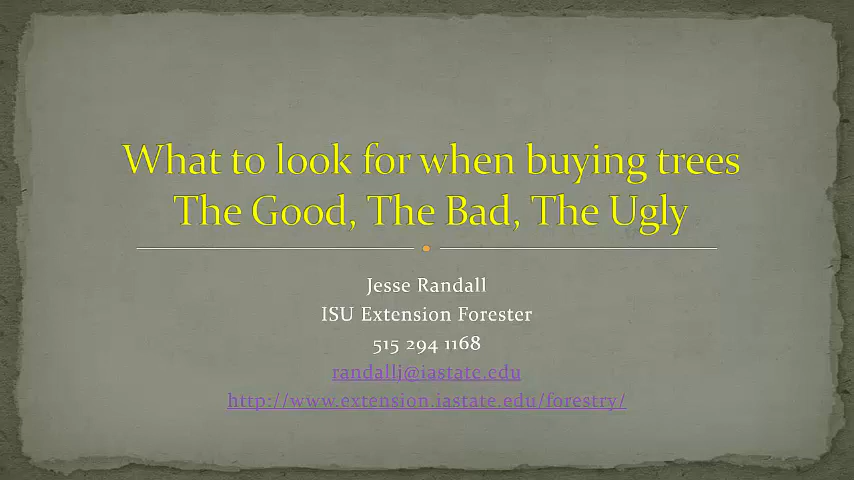 What to look for when buying trees
The Good, The Bad, The Ugly
Jesse Randall
ISU Extension Forester
515 294 1168
randallj@iastate.edu
http://www.extension.iastate.edu/forestry/